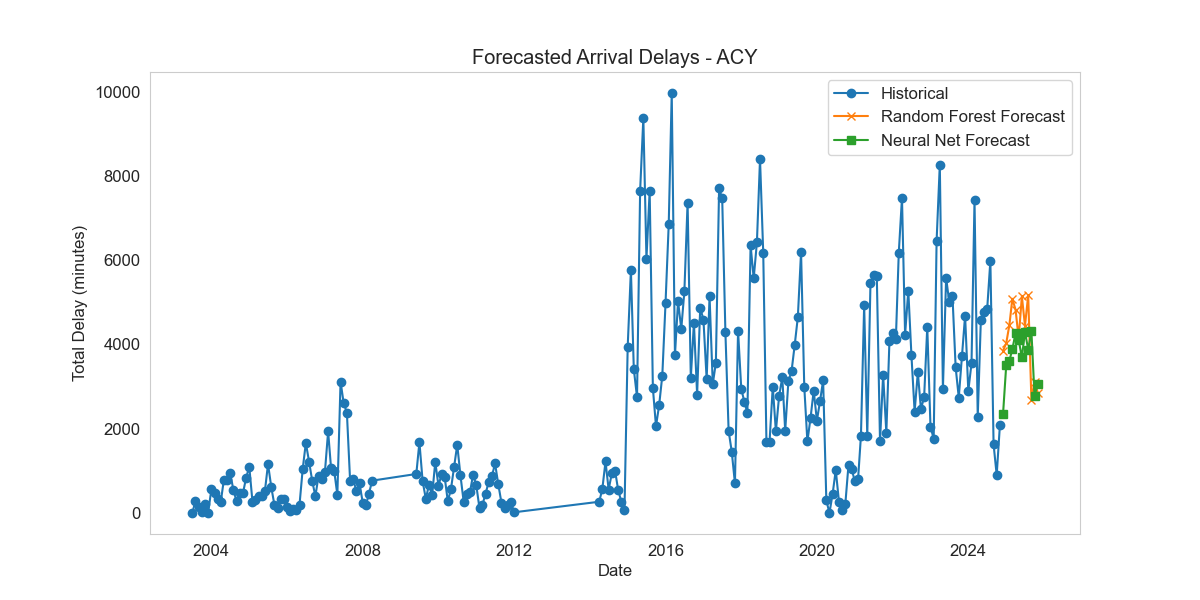 Forecasted Arrival Delays - ACY
Historical
Random Forest Forecast
Neural Net Forecast
Total Delay (minutes)
10000
8000
6000
4000
2000
0
2004
2008
2012
2016
2020
2024
Date